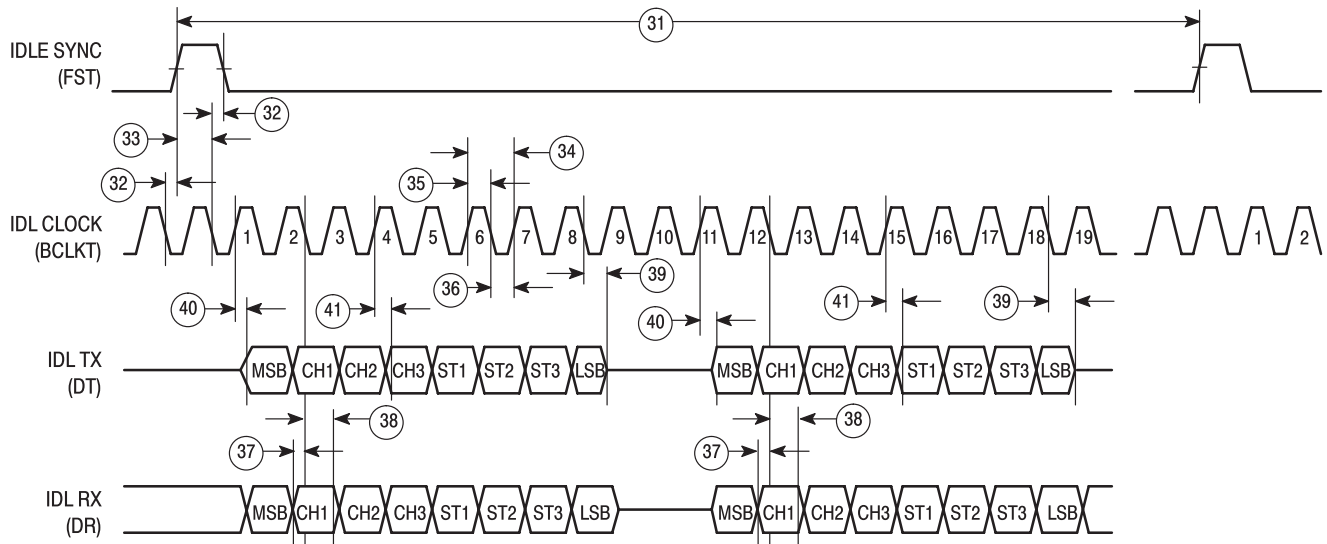 31
IDLE SYNC
(FST)
32
33
34
32
35
IDL CLOCK
(BCLKT)
1 2 3 4 5 6 7 8 9 10 11 12 13 14 15 16 17 18 19 1 2
39
36
40 41 41 39
40
IDL TX
(DT)
MSB CH1 CH2 CH3 ST1 ST2 ST3 LSB MSB CH1 CH2 CH3 ST1 ST2 ST3 LSB
38 38
37 37
IDL RX
(DR)
MSB CH1 CH2 CH3 ST1 ST2 ST3 LSB MSB CH1 CH2 CH3 ST1 ST2 ST3 LSB